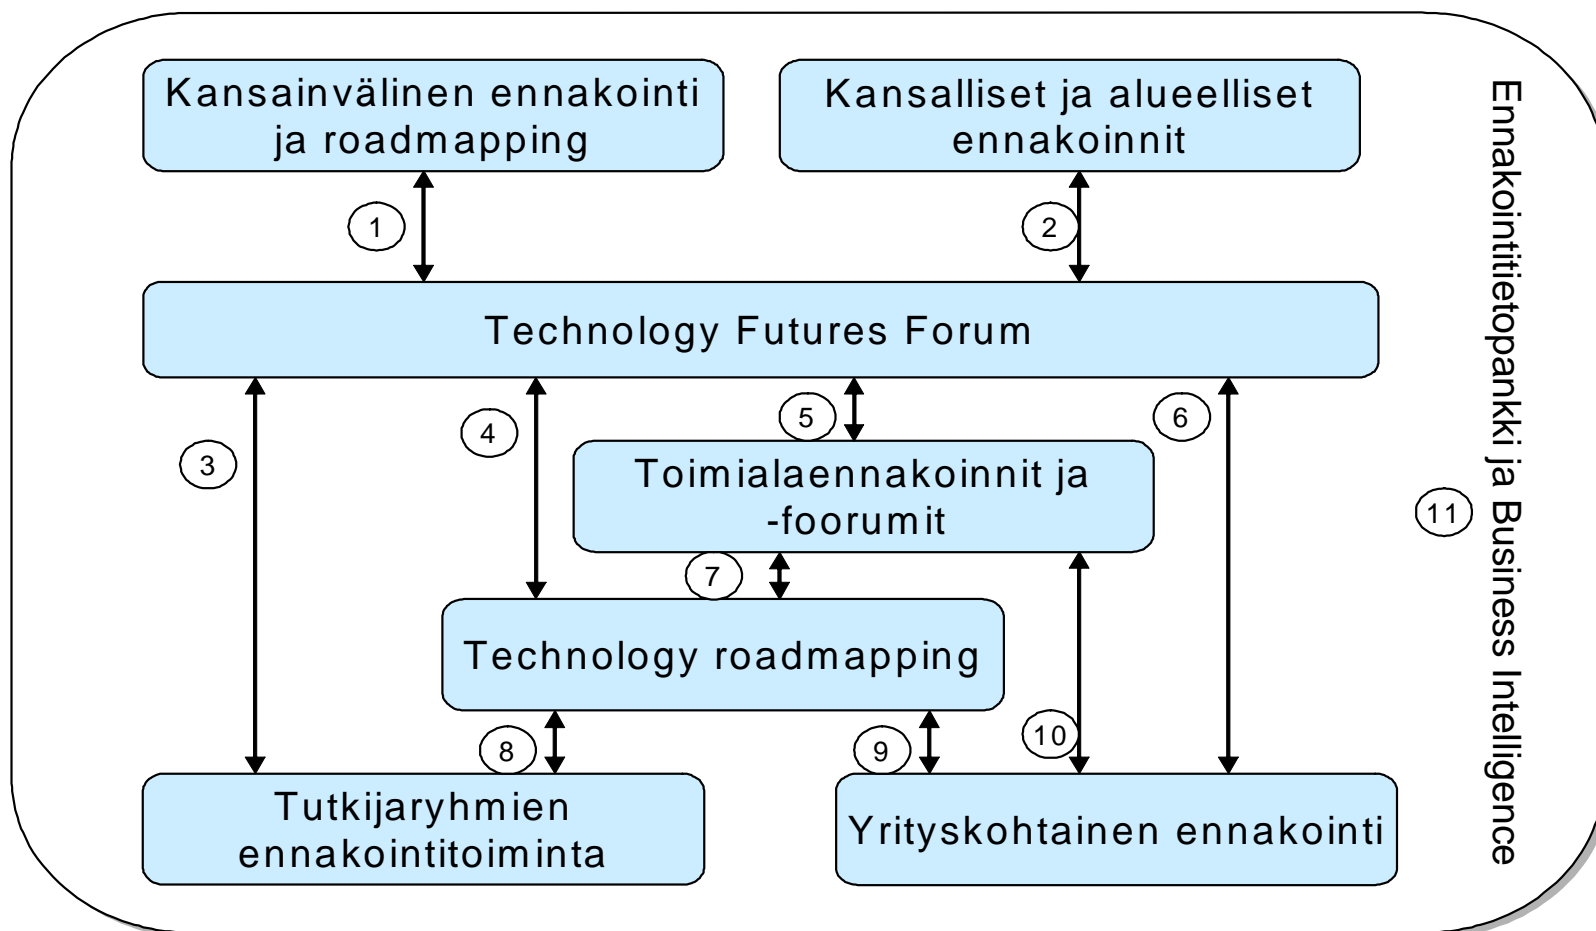 Kansainvälinen ennakointi
ja roadmapping
Kansalliset ja alueelliset
ennakoinnit
1
2
Technology Futures Forum
3
4
5
6
Toimialaennakoinnit ja
-foorumit
7
Technology roadmapping
8
9
10
Tutkijaryhmien
ennakointitoiminta
Yrityskohtainen ennakointi
11
Ennakointitietopankki ja Business Intelligence